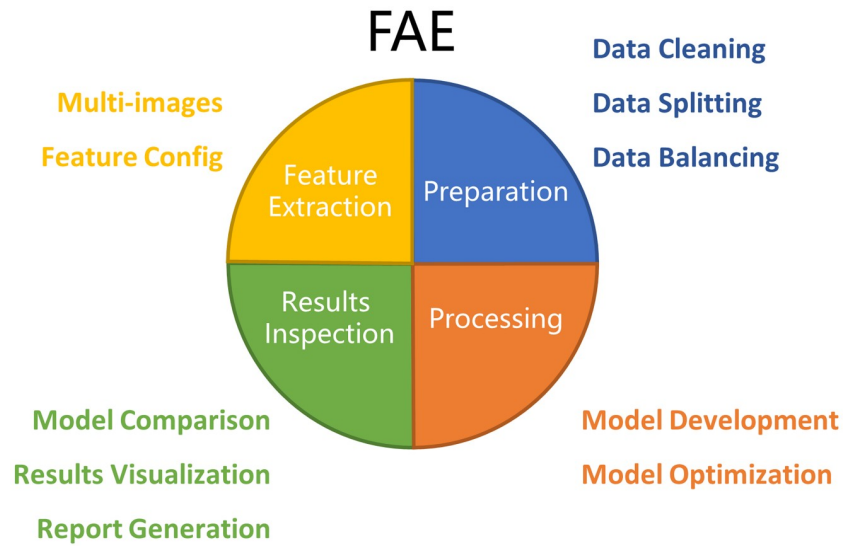 FAE
Multi-images
Feature Config
Feature
Extraction
Data Cleaning
Data Splitting
Data Balancing
Preparation
Results
Inspection
Model Comparison
Results Visualization
Report Generation
Processing
Model Development
Model Optimization